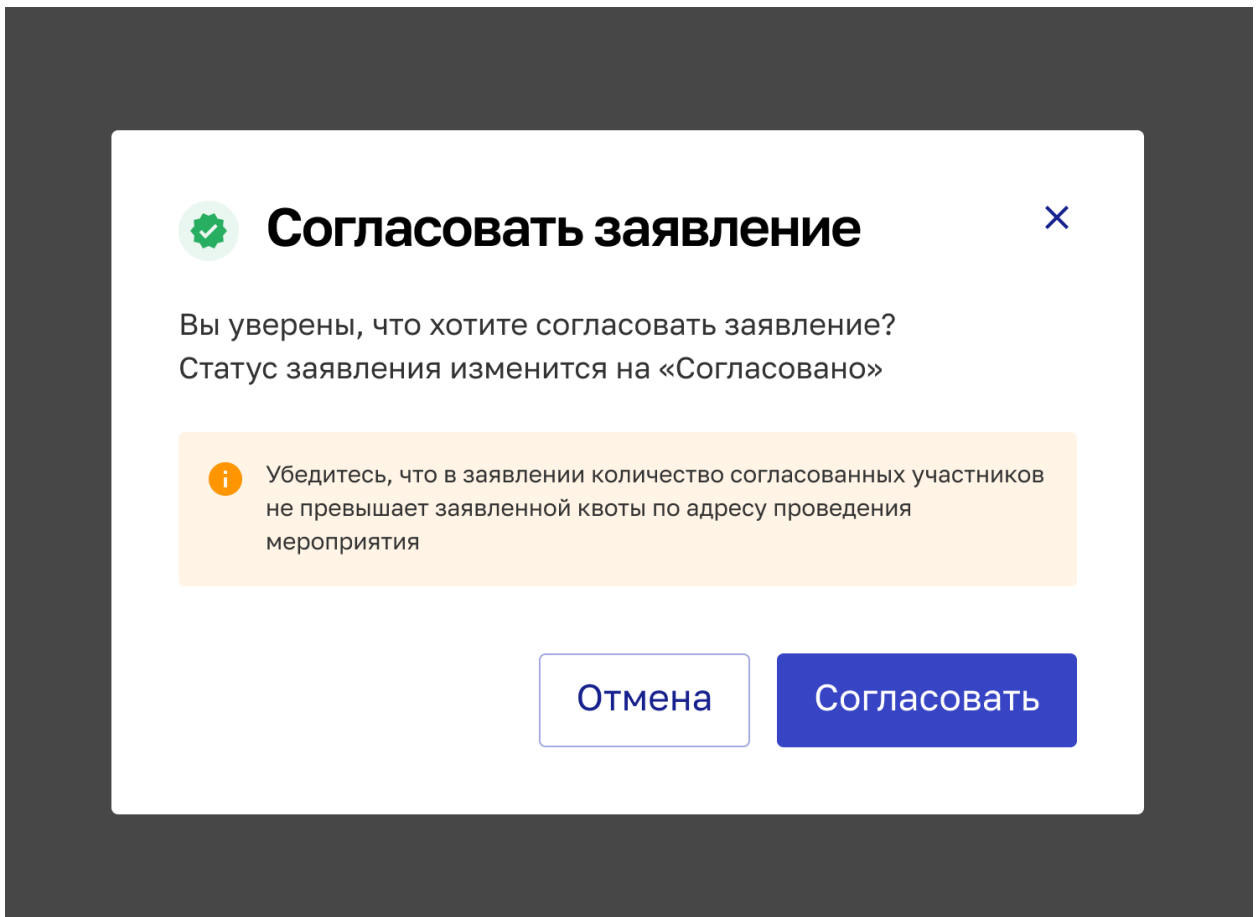 Согласовать заявление
Вы уверены, что хотите согласовать заявление?
Статус заявления изменится на «Согласовано»
Убедитесь, что в заявлении количество согласованных участников
не превышает заявленной квоты по адресу проведения
мероприятия
Отмена
Согласовать